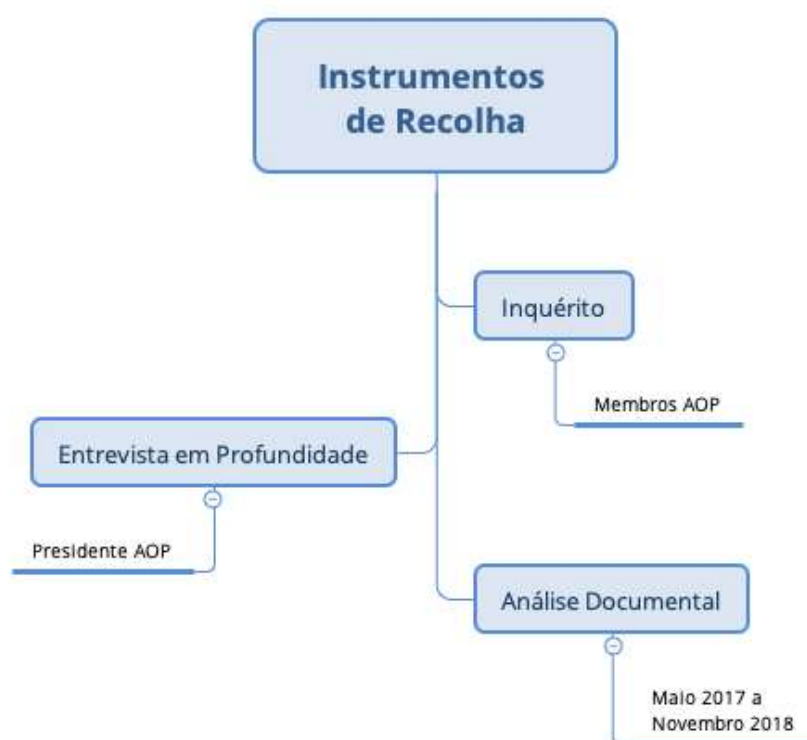 Instrumentos
de Recolha
Inquérito
Membros AOP
Entrevista em Profundidade
Presidente AOP
Análise Documental
Maio 2017 a
Novembro 2018